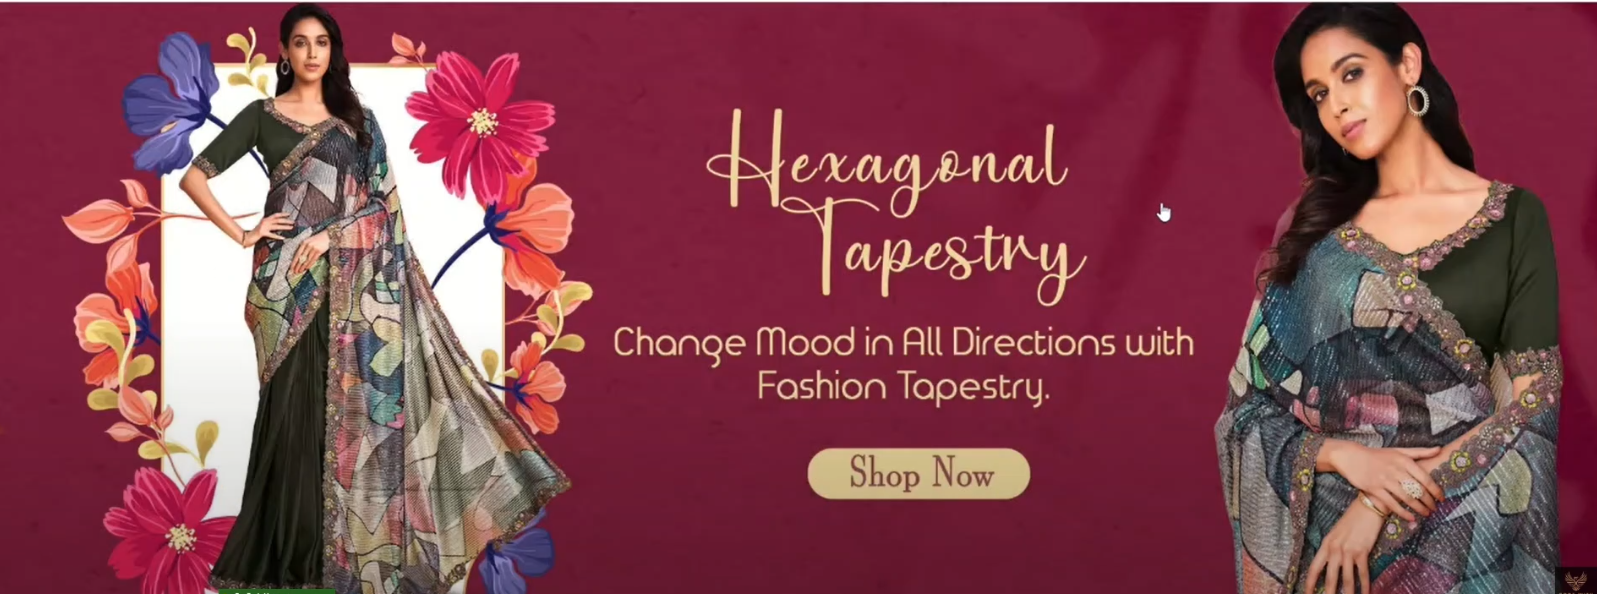 Hexagonal
Tapestry
Change Mood in All Directions with
Fashion Tapestry.
Shop Now